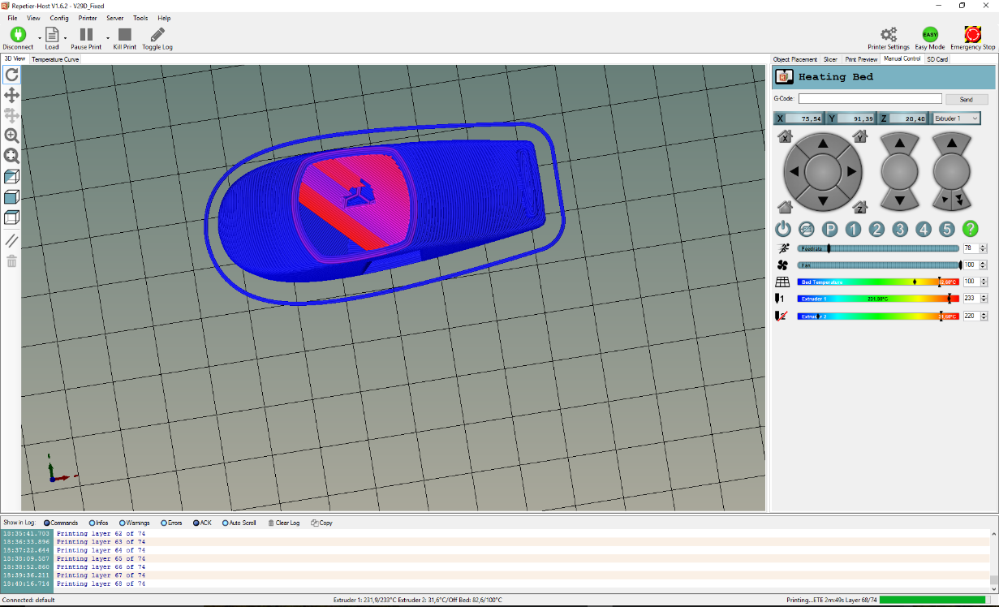 Repetier-Host V1.6.2 - V29D_Fixed
File View Config Printer Server Tools Help
Disconnect Load Pause Print Kill Print Toggle Log Printer Settings Easy Mode Emergency Stop
EASY
3D View Temperature Curve
Object Placement Slicer Print Preview Manual Control SD Card
Heating Bed
G-Code: Send
X 75,54 Y 91,39 Z 20,40 Extruder 1
X Y
Z
P 1 2 3 4 5 ?
Feedrate 78
Fan 100
Bed Temperature 82,60°C 100
1 Extruder 1 231,90°C 233
2 Extruder 2 31,60°C 220
Show in Log: Commands Infos Warnings Errors ACK Auto Scroll Clear Log Copy
18:35:41.703 Printing layer 62 of 74
18:36:33.896 Printing layer 63 of 74
18:37:22.644 Printing layer 64 of 74
18:38:09.587 Printing layer 65 of 74
18:38:52.860 Printing layer 66 of 74
18:39:36.211 Printing layer 67 of 74
18:40:16.714 Printing layer 68 of 74
Connected: default Extruder 1: 231,9/233°C Extruder 2: 31,6°C/Off Bed: 82,6/100°C Printing...ETE 2m:49s Layer 68/74